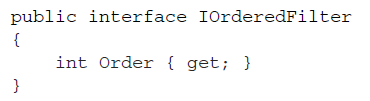 public interface IOrderedFilter
{
    int Order { get; }
}